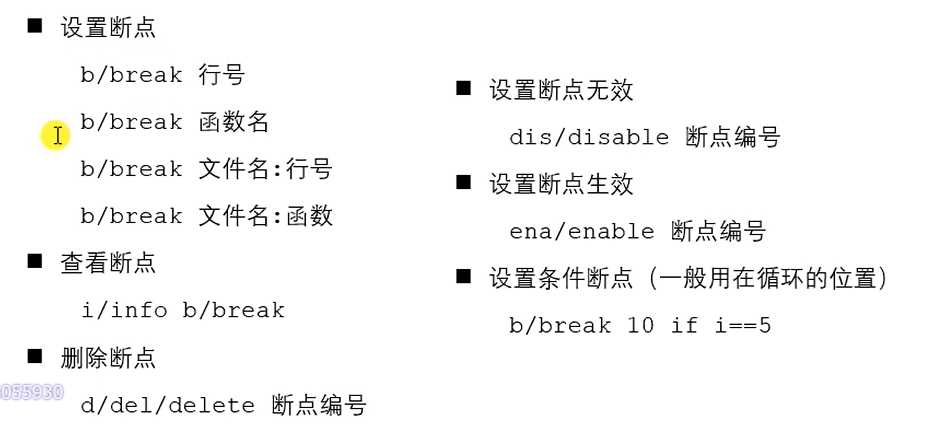 ■ 设置断点
b/break 行号
b/break 函数名
b/break 文件名:行号
b/break 文件名:函数
■ 查看断点
i/info b/break
■ 删除断点
d/del/delete 断点编号
■ 设置断点无效
dis/disable 断点编号
■ 设置断点生效
ena/enable 断点编号
■ 设置条件断点（一般用在循环的位置）
b/break 10 if i==5
055930